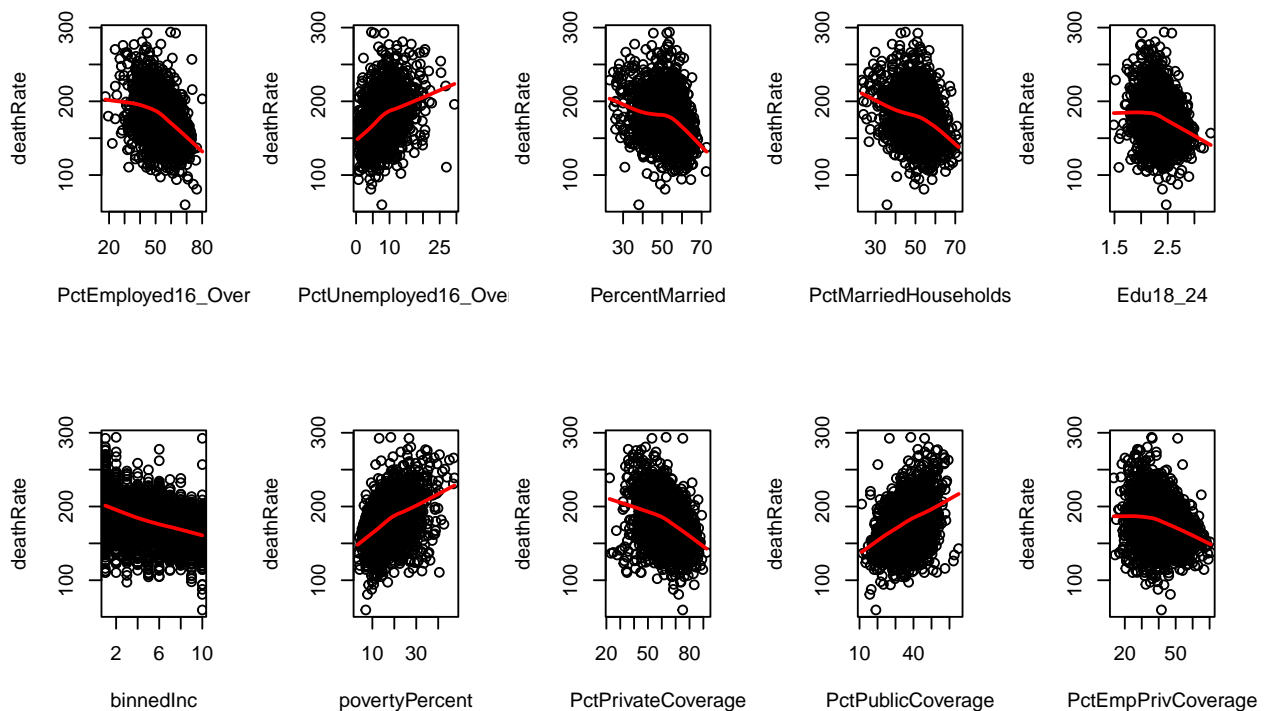 deathRate 100 200 300
20 50 80
PctEmployed16_Over
deathRate 100 200 300
0 10 25
PctUnemployed16_Ove
deathRate 100 200 300
30 50 70
PercentMarried
deathRate 100 200 300
30 50 70
PctMarriedHouseholds
deathRate 100 200 300
1.5 2.5
Edu18_24
deathRate 100 200 300
2 6 10
binnedInc
deathRate 100 200 300
10 30
povertyPercent
deathRate 100 200 300
20 50 80
PctPrivateCoverage
deathRate 100 200 300
10 40
PctPublicCoverage
deathRate 100 200 300
20 50
PctEmpPrivCoverage